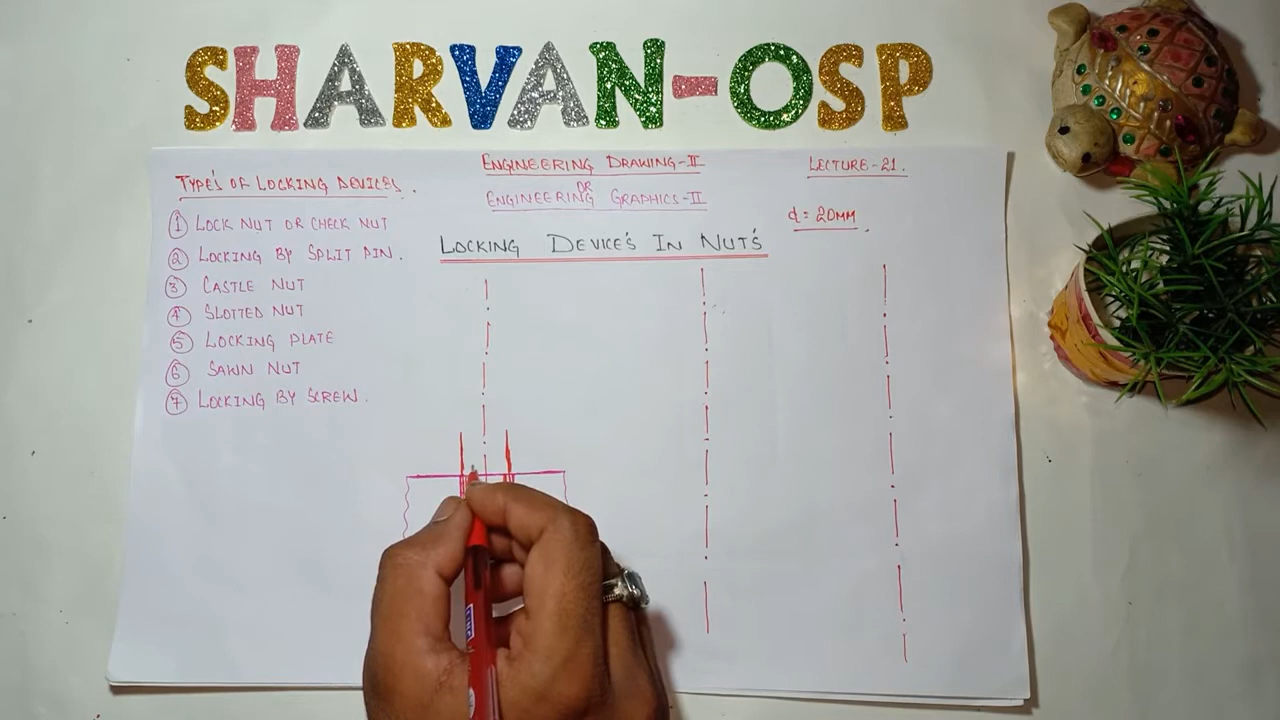 SHARVAN-OSP
ENGINEERING DRAWING-II
OR
ENGINEERING GRAPHICS-II
LECTURE-21.
d = 20MM
LOCKING DEVICE'S IN NUT'S
TYPE'S OF LOCKING DEVICES.
1 LOCK NUT OR CHECK NUT
2 LOCKING BY SPLIT PIN.
3 CASTLE NUT
4 SLOTTED NUT
5 LOCKING PLATE
6 SAWN NUT
7 LOCKING BY SCREW.